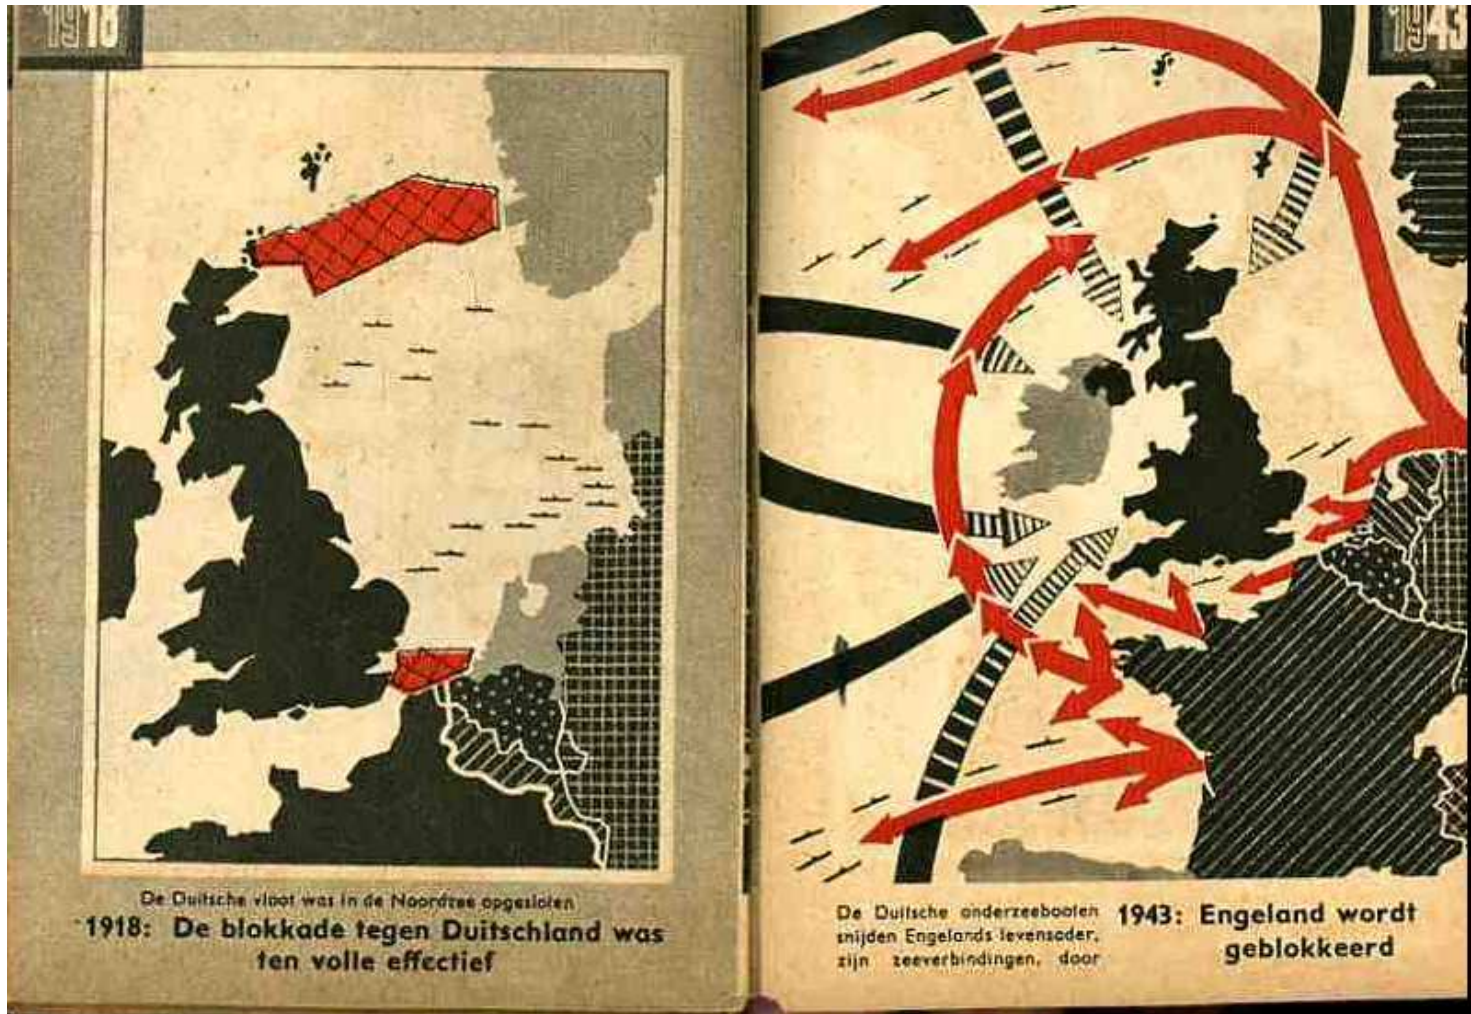 1918
De Duitsche vloot was in de Noordzee opgesloten
1918: De blokkade tegen Duitschland was
ten volle effectief
1943
De Duitsche onderzeebooten
snijden Engelands levensader,
zijn zeeverbindingen, door
1943: Engeland wordt
geblokkeerd